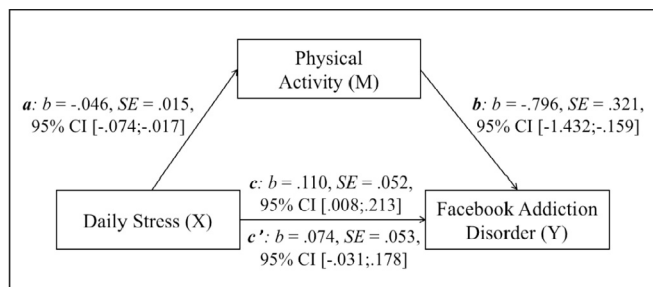 Physical
Activity (M)
a: b = -.046, SE = .015,
95% CI [-.074;-.017]
b: b = -.796, SE = .321,
95% CI [-1.432;-.159]
Daily Stress (X)
c: b = .110, SE = .052,
95% CI [.008;.213]
c’: b = .074, SE = .053,
95% CI [-.031;.178]
Facebook Addiction
Disorder (Y)